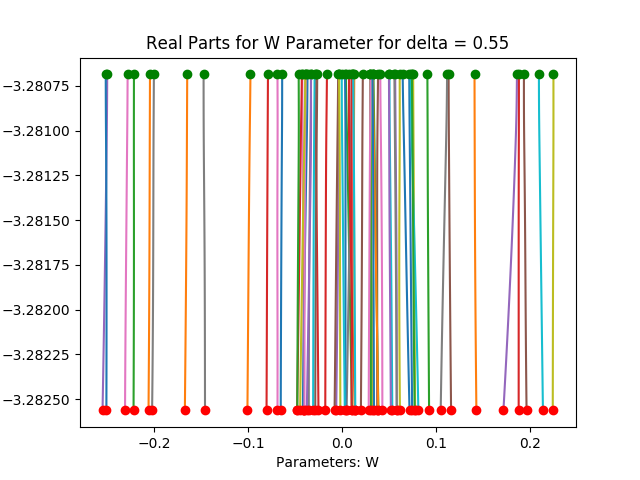 Real Parts for W Parameter for delta = 0.55
−3.28075
−3.28100
−3.28125
−3.28150
−3.28175
−3.28200
−3.28225
−3.28250
−0.2 −0.1 0.0 0.1 0.2
Parameters: W